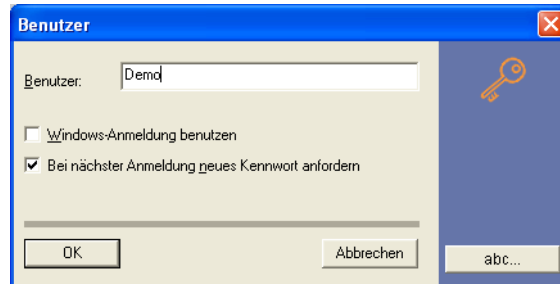 Benutzer
Benutzer: Demo
Windows-Anmeldung benutzen
Bei nächster Anmeldung neues Kennwort anfordern
OK Abbrechen abc...